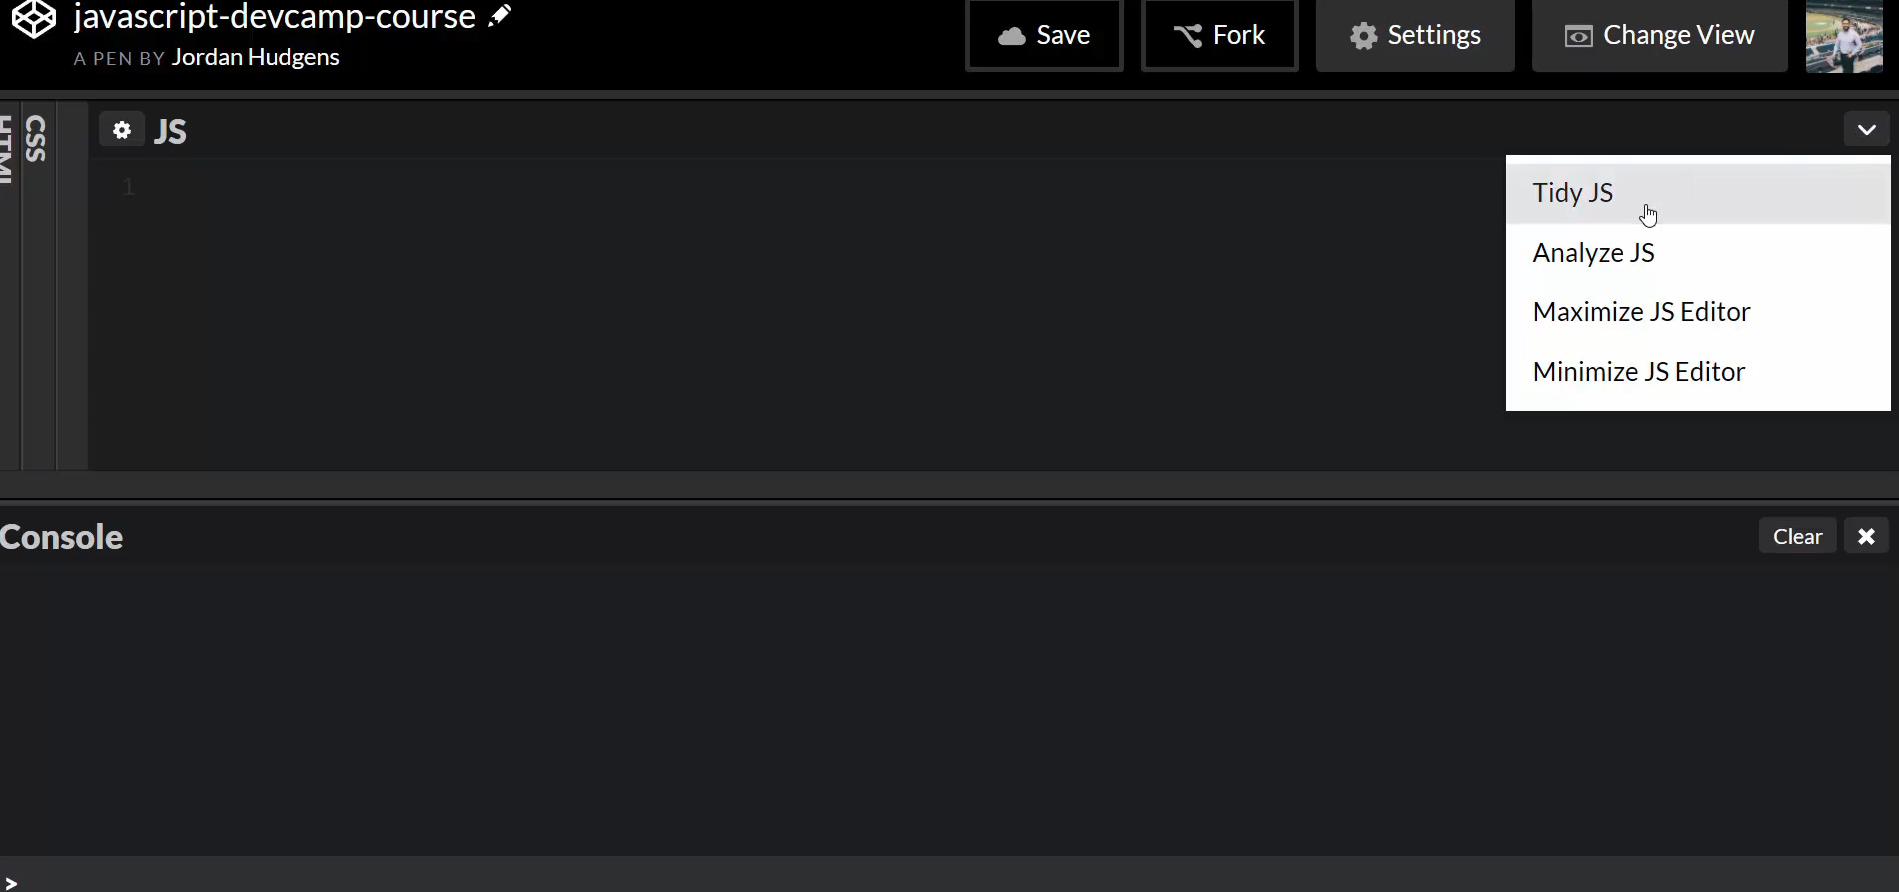 javascript-devcamp-course
A PEN BY Jordan Hudgens
Save
Fork
Settings
Change View
HTML
CSS
JS
1
Tidy JS
Analyze JS
Maximize JS Editor
Minimize JS Editor
Console
Clear
>